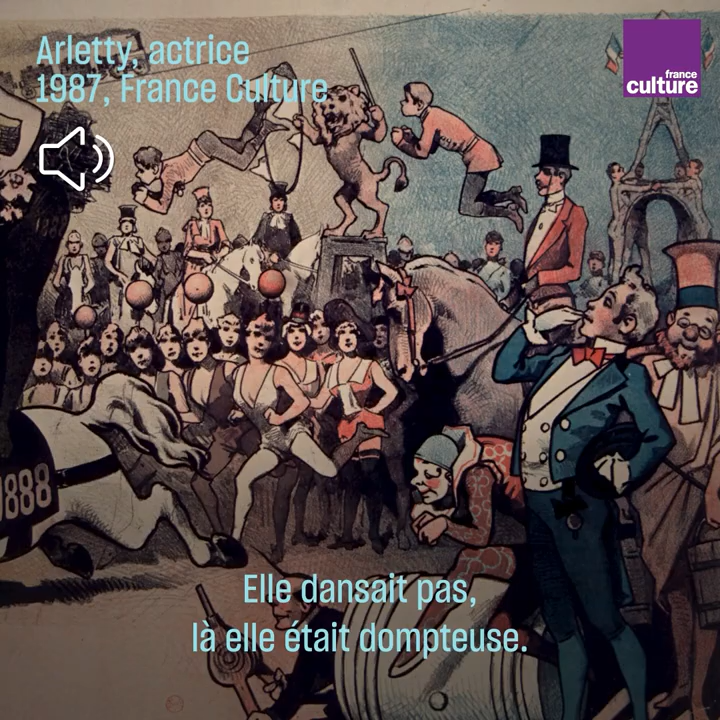 Arletty, actrice
1987, France Culture
france
culture
1888
Elle dansait pas,
là elle était dompteuse.